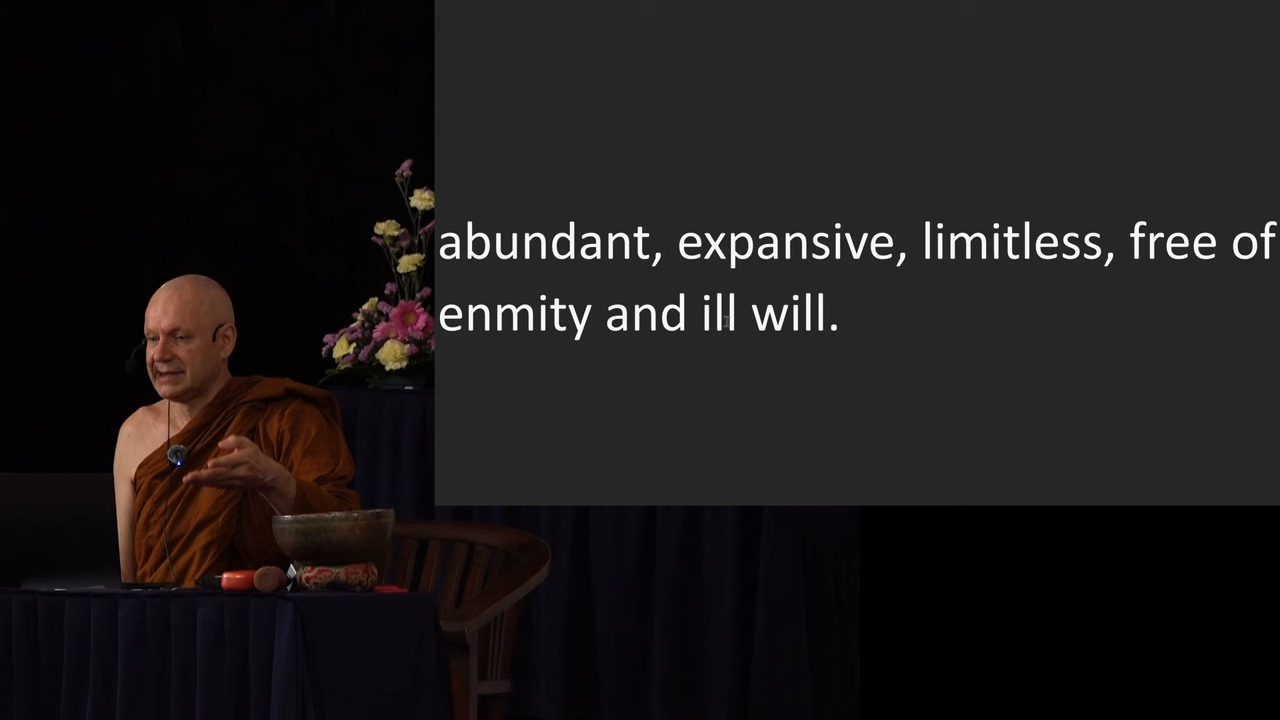 abundant, expansive, limitless, free of
enmity and ill will.